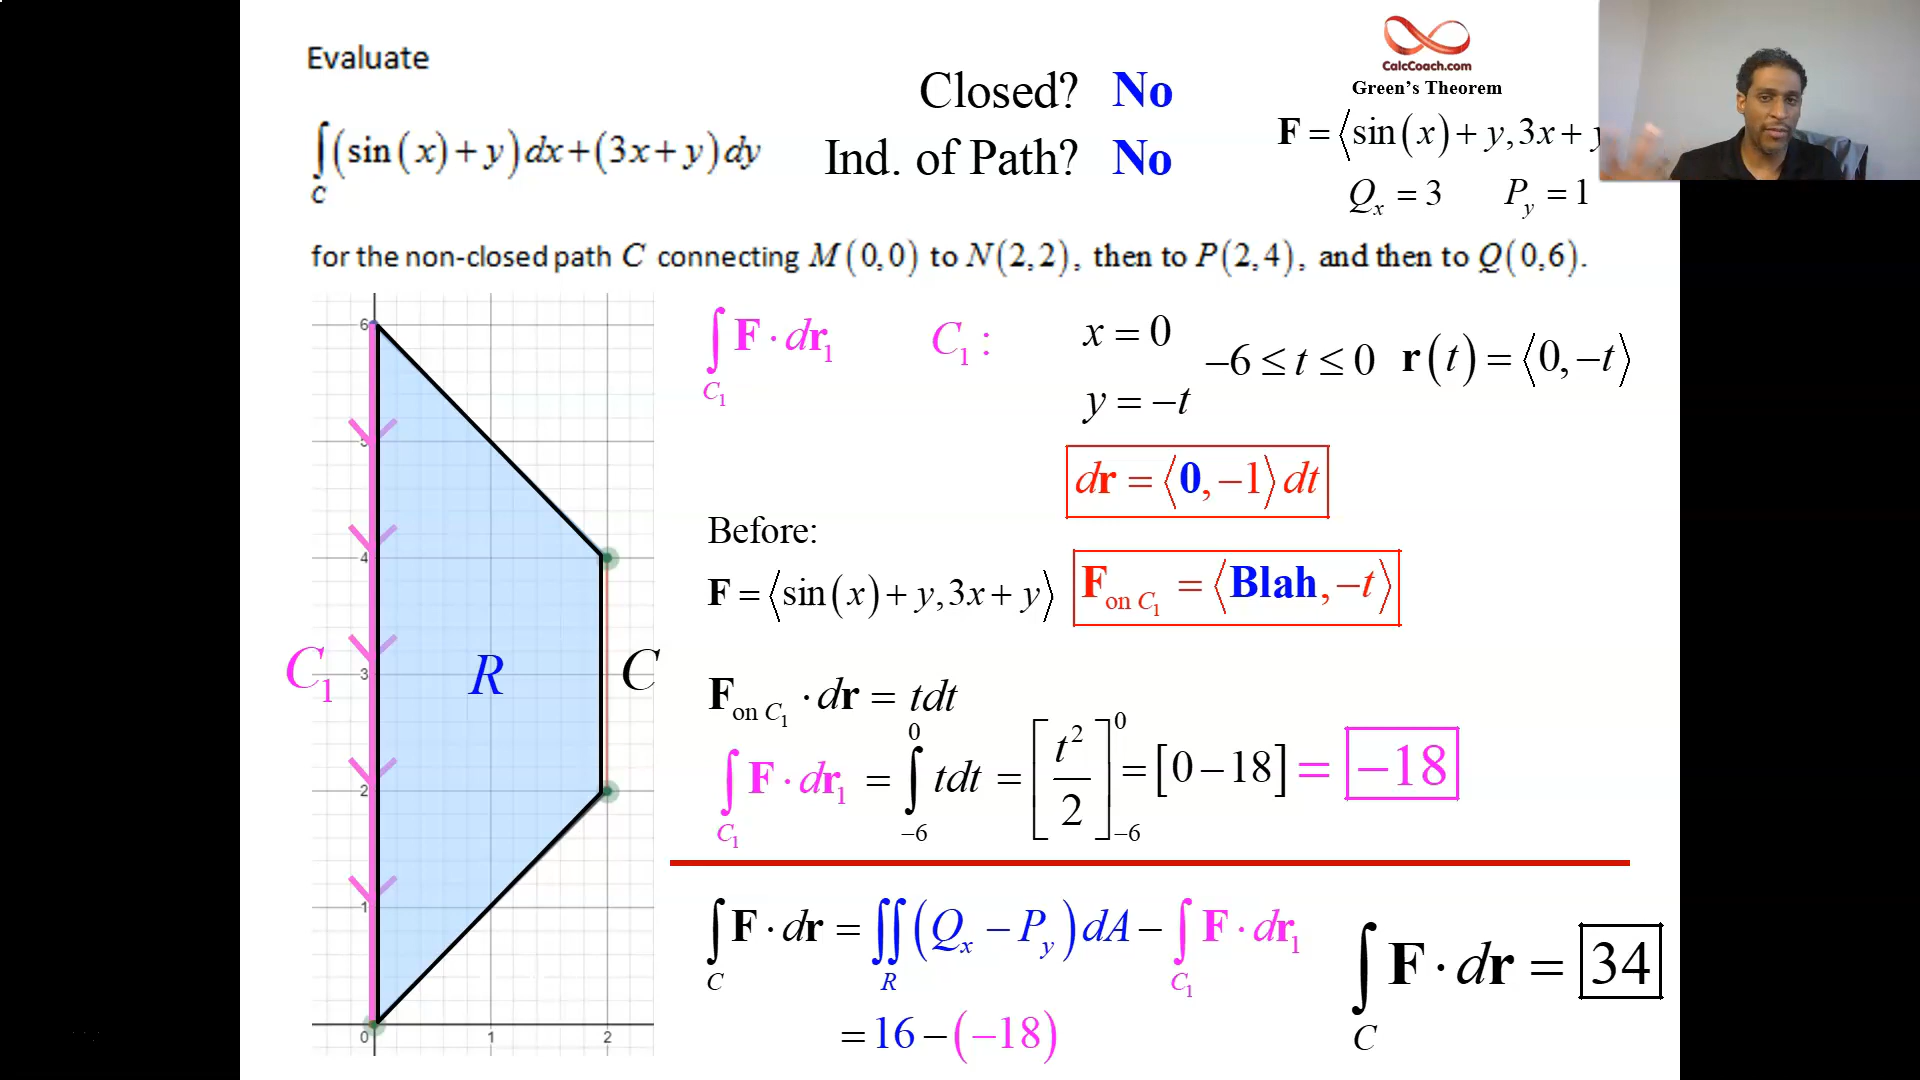 Evaluate
∫_C (sin(x)+y)dx+(3x+y)dy
Closed? No
Ind. of Path? No
CalcCoach.com
Green's Theorem
F = ⟨sin(x)+y,3x+
Q_x = 3 P_y = 1
for the non-closed path C connecting M(0,0) to N(2,2), then to P(2,4), and then to Q(0,6).
6
5
4
3
2
1
0 1 2
C_1
R
C
∫_{C_1} F·dr_1 C_1:
x = 0
y = −t
−6 ≤ t ≤ 0 r(t) = ⟨0,−t⟩
dr = ⟨0,−1⟩dt
Before:
F = ⟨sin(x)+y,3x+y⟩ F_{on C_1} = ⟨Blah,−t⟩
F_{on C_1}·dr = tdt
∫_{C_1} F·dr_1 = ∫_{−6}^{0} tdt = [t²/2]_{−6}^{0} = [0−18] = −18
∫_C F·dr = ∬_R (Q_x − P_y)dA − ∫_{C_1} F·dr_1
= 16−(−18)
∫_C F·dr = 34